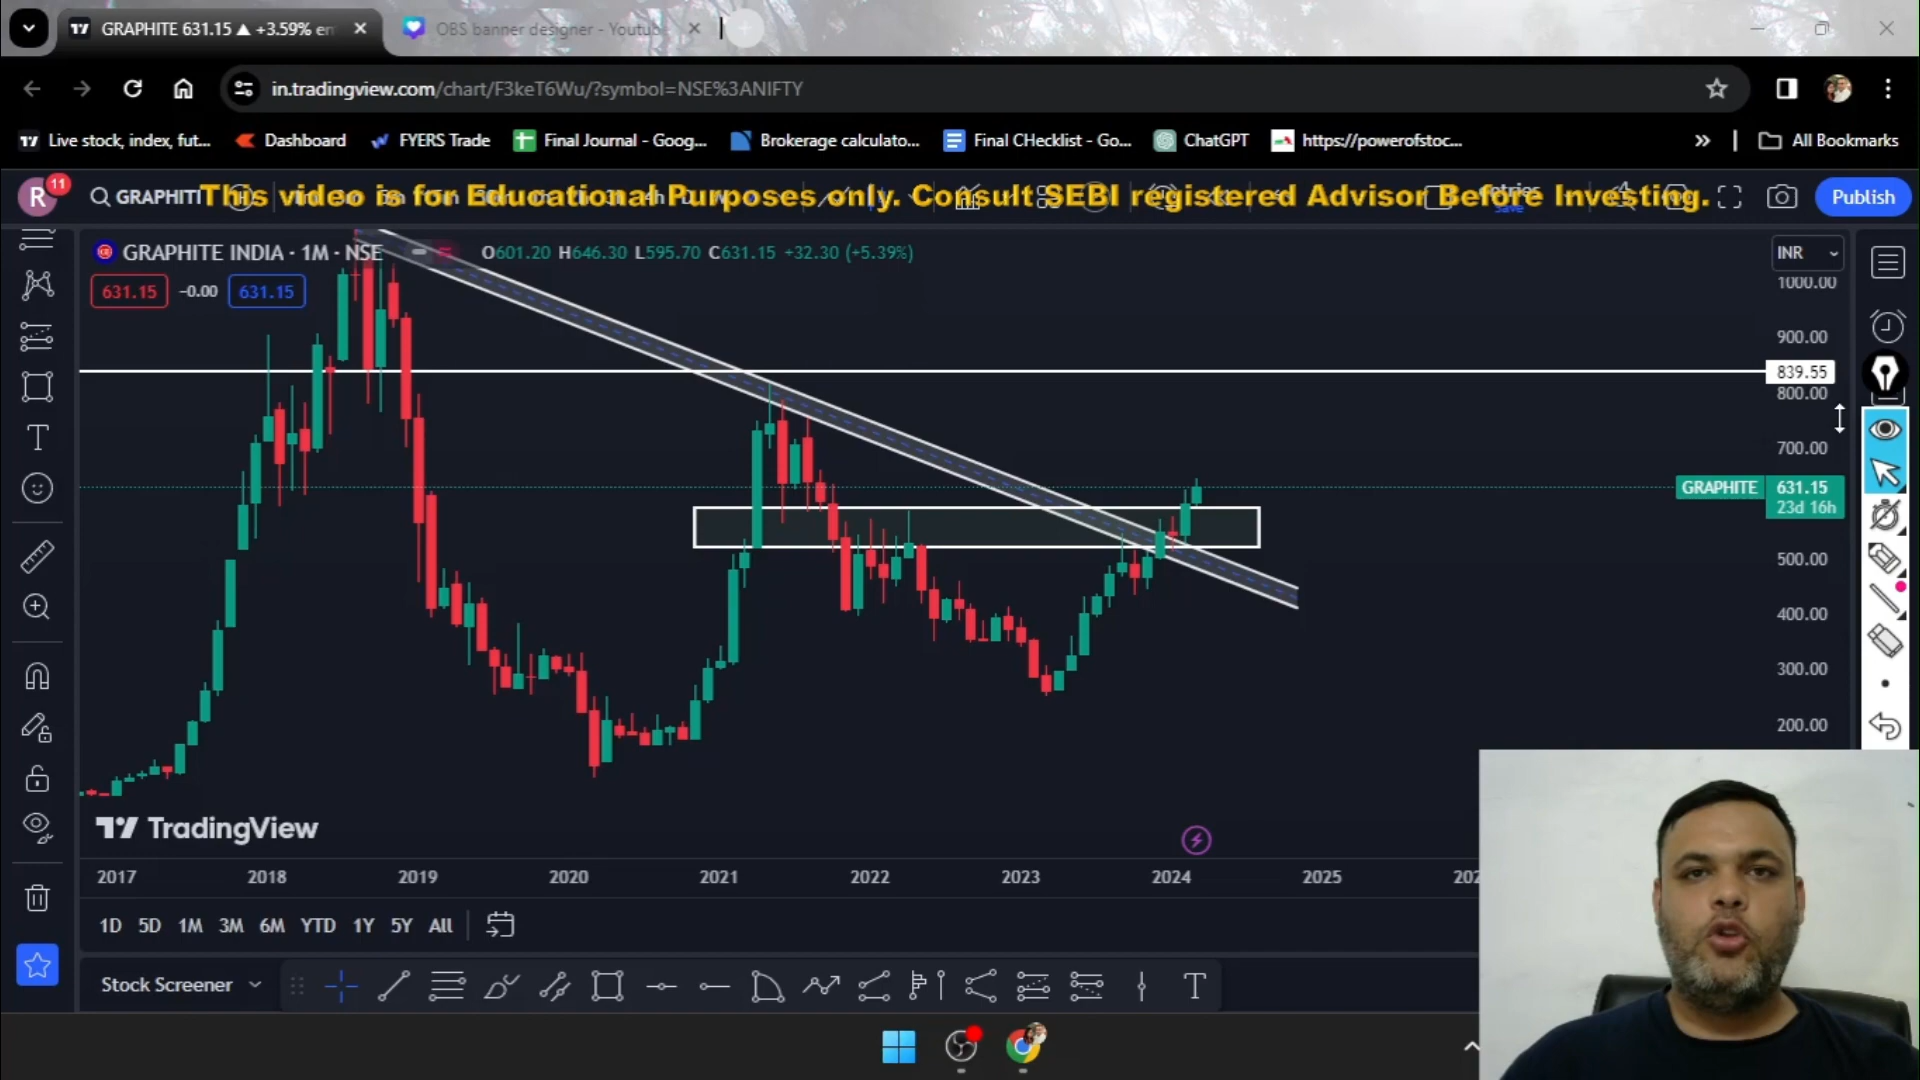 GRAPHITE 631.15 ▲ +3.59%
OBS banner designer - Youtub
in.tradingview.com/chart/F3keT6Wu/?symbol=NSE%3ANIFTY
Live stock, index, fut...
Dashboard
FYERS Trade
Final Journal - Goog...
Brokerage calculato...
Final CHecklist - Go...
ChatGPT
https://powerofstoc...
»
All Bookmarks
R
11
GRAPHITI
This video is for Educational Purposes only. Consult SEBI registered Advisor Before Investing.
Save
Publish
GRAPHITE INDIA · 1M · NSE
O601.20 H646.30 L595.70 C631.15 +32.30 (+5.39%)
INR
631.15
-0.00
631.15
1000.00
900.00
839.55
800.00
700.00
GRAPHITE
631.15
23d 16h
500.00
400.00
300.00
200.00
TradingView
2017
2018
2019
2020
2021
2022
2023
2024
2025
202
1D 5D 1M 3M 6M YTD 1Y 5Y All
Stock Screener
T